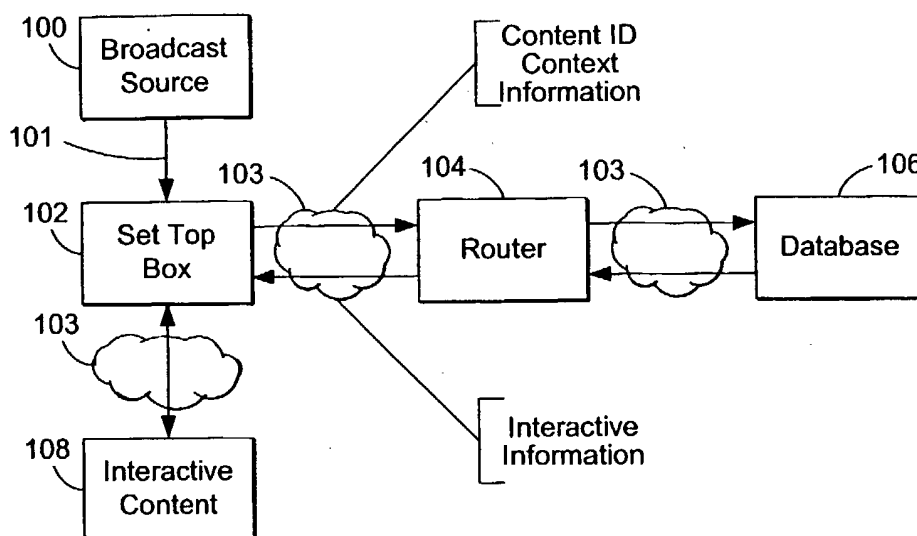 100
Broadcast
Source
Content ID
Context
Information
101
103
104
103
106
102
Set Top
Box
Router
Database
103
108
Interactive
Content
Interactive
Information